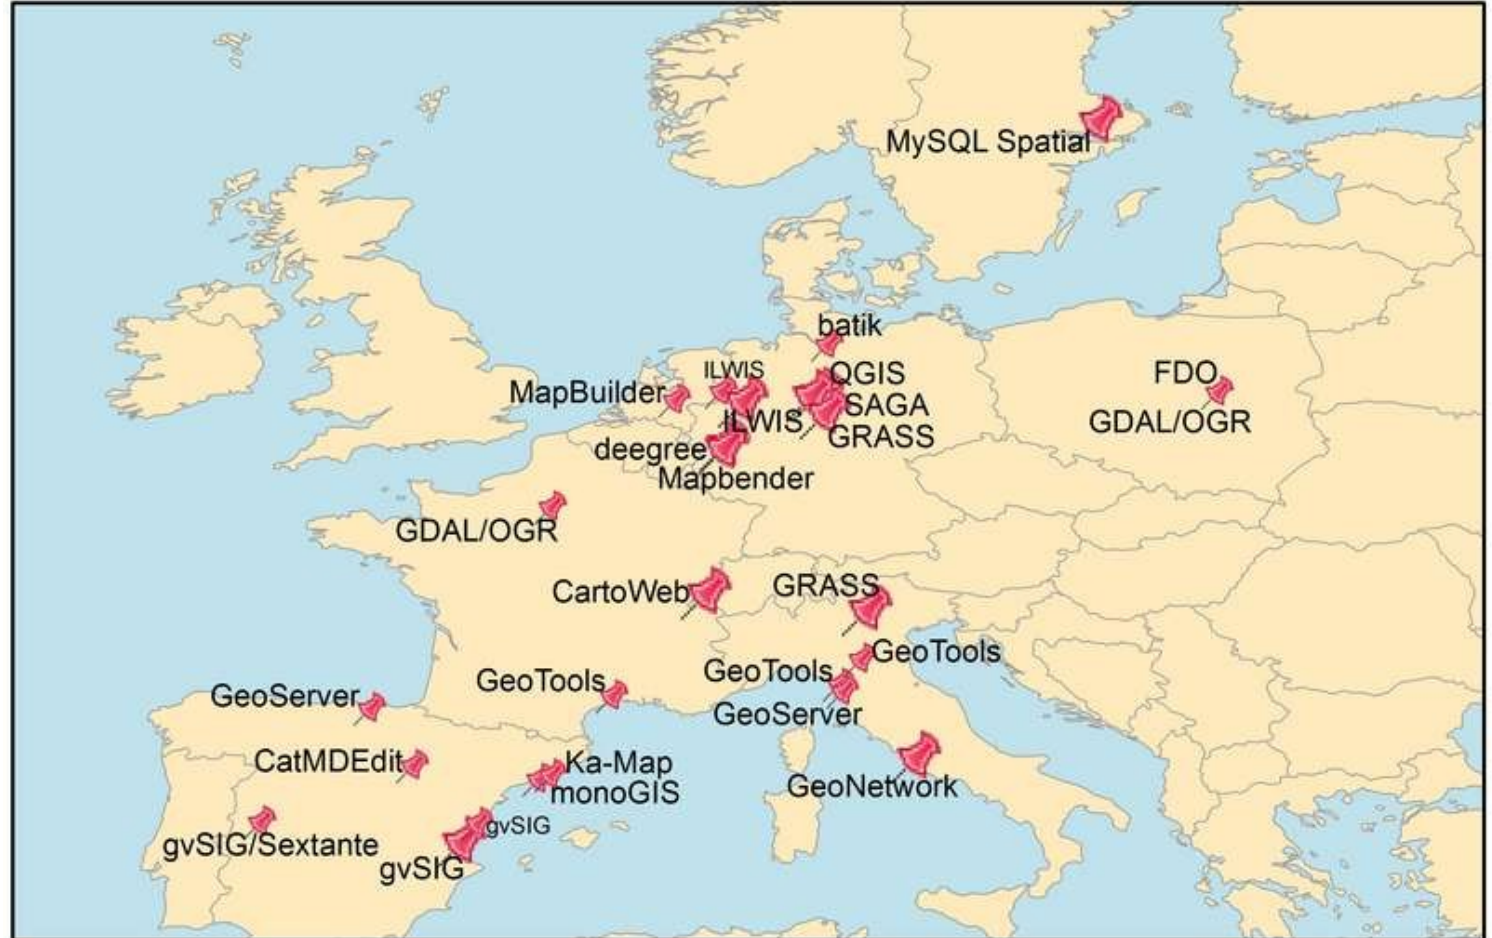 MySQL Spatial
batik
ILWIS
QGIS
FDO
MapBuilder
SAGA
ILWIS
GDAL/OGR
GRASS
deegree
Mapbender
GDAL/OGR
GRASS
CartoWeb
GeoTools
GeoTools
GeoTools
GeoServer
GeoServer
CatMDEdit
Ka-Map
GeoNetwork
monoGIS
gvSIG
gvSIG/Sextante
gvSIG